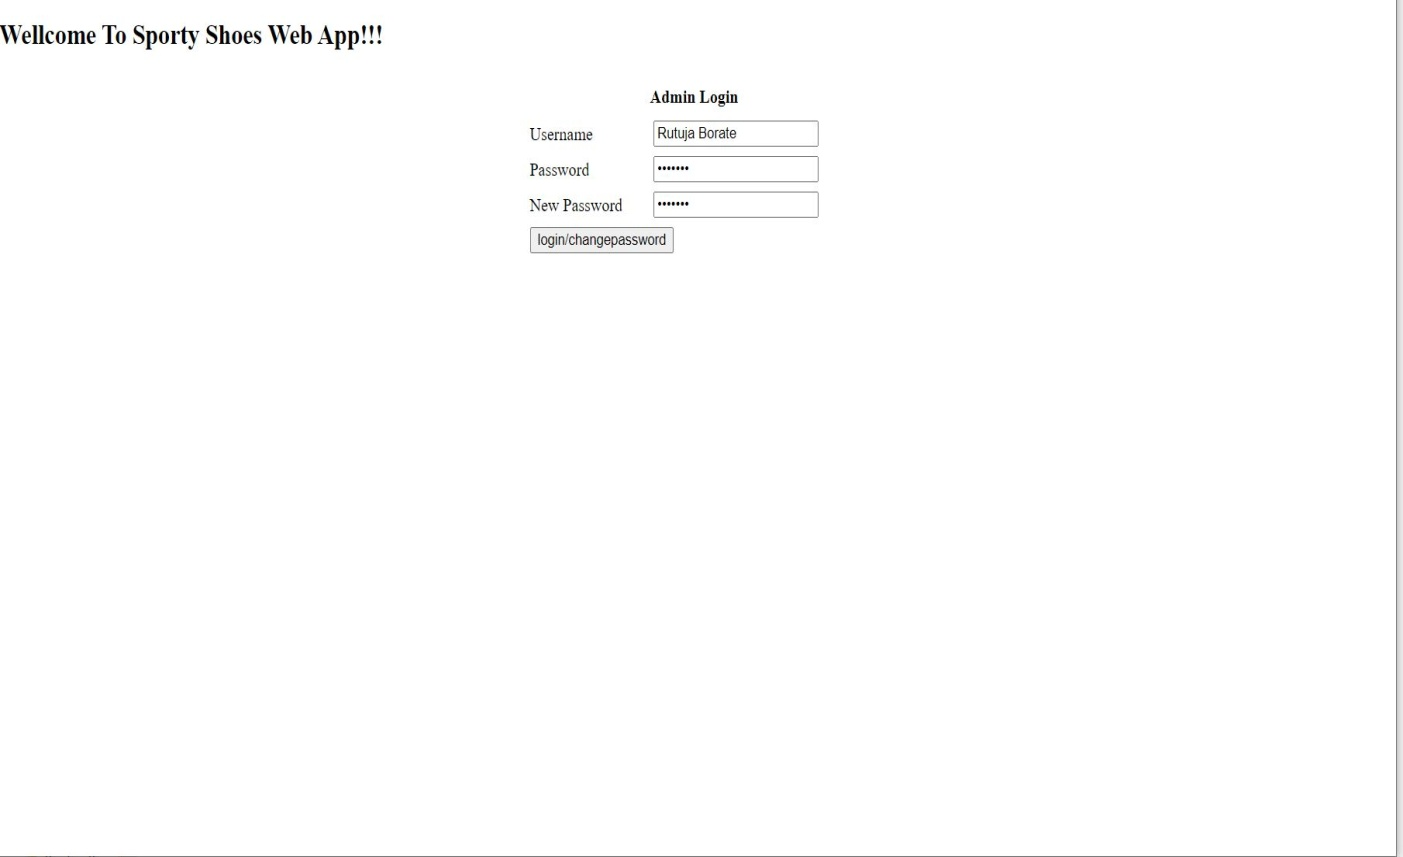 Wellcome To Sporty Shoes Web App!!!
Admin Login
Username Rutuja Borate
Password •••••••
New Password •••••••
login/changepassword